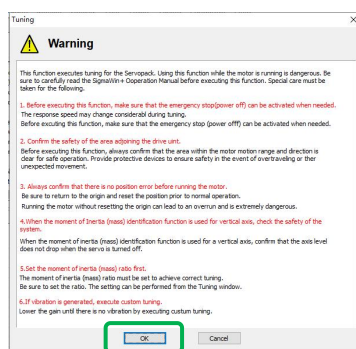 Tuning
Warning
This function executes tuning for the Servopack. Using this function while the motor is running is dangerous. Be
sure to carefully read the SigmaWin+ Opoeration Manual before executing this function. Special care must be
taken for the following.
1. Before executing this function, make sure that the emergency stop(power off) can be activated when needed.
The response speed may change considerabl during tuning.
Before excuting this function, make sure that the emergency stop (power offf) can be activated when needed.
2. Confirm the safety of the area adjoining the drive unit.
Before executing this function, always confirm that the area within the motor motion range and direction is
clear for safe operation. Provide protective devices to ensure safety in the event of overtraveling or ther
unexpected movement.
3. Always confirm that there is no position error before running the motor.
Be sure to return to the origin and reset the position prior to normal operation.
Running the motor without resetting the origin can lead to an overrun and is extremely dangerous.
4.When the moment of Inertia (mass) identification function is used for vertical axis, check the safety of the
system.
When the moment of inertia (mass) identification function is used for a vertical axis, confirm that the axis level
does not drop when the servo is turned off.
5.Set the moment of inertia (mass) ratio first.
The moment of inertia (mass) ratio must be set to achieve correct tuning.
Be sure to set the ratio. The setting can be performed from the Tuning window.
6.If vibration is generated, execute custom tuning.
Lower the gain until there is no vibration by executing custum tuning.
OK
Cancel